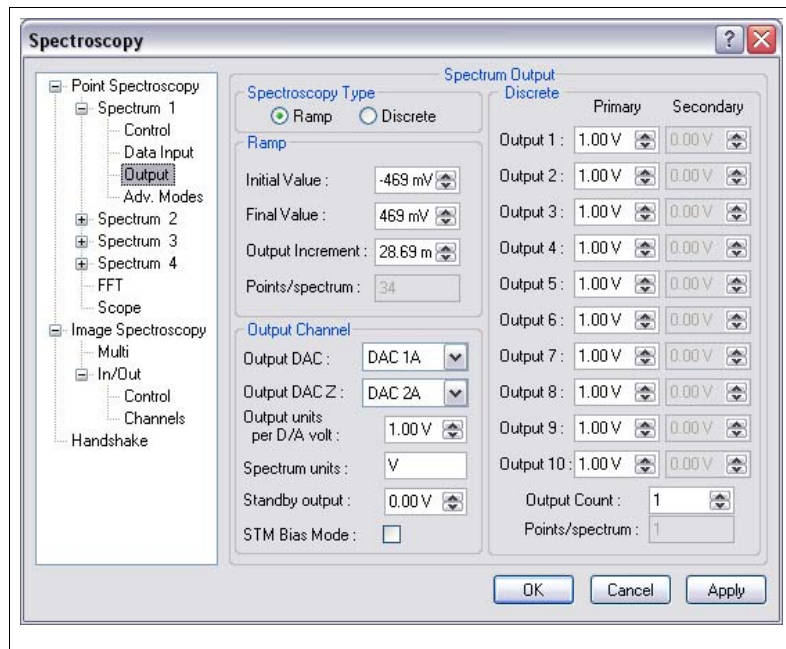 Spectroscopy
Point Spectroscopy
Spectrum 1
Control
Data Input
Output
Adv. Modes
Spectrum 2
Spectrum 3
Spectrum 4
FFT
Scope
Image Spectroscopy
Multi
In/Out
Control
Channels
Handshake
Spectrum Output
Spectroscopy Type
Ramp Discrete
Ramp
Initial Value : -469 mV
Final Value : 469 mV
Output Increment : 28.69 m
Points/spectrum : 34
Output Channel
Output DAC : DAC 1A
Output DAC Z : DAC 2A
Output units
per D/A volt : 1.00 V
Spectrum units : V
Standby output : 0.00 V
STM Bias Mode :
Discrete
Primary Secondary
Output 1 : 1.00 V 0.00 V
Output 2 : 1.00 V 0.00 V
Output 3 : 1.00 V 0.00 V
Output 4 : 1.00 V 0.00 V
Output 5 : 1.00 V 0.00 V
Output 6 : 1.00 V 0.00 V
Output 7 : 1.00 V 0.00 V
Output 8 : 1.00 V 0.00 V
Output 9 : 1.00 V 0.00 V
Output 10 : 1.00 V 0.00 V
Output Count : 1
Points/spectrum : 1
OK Cancel Apply